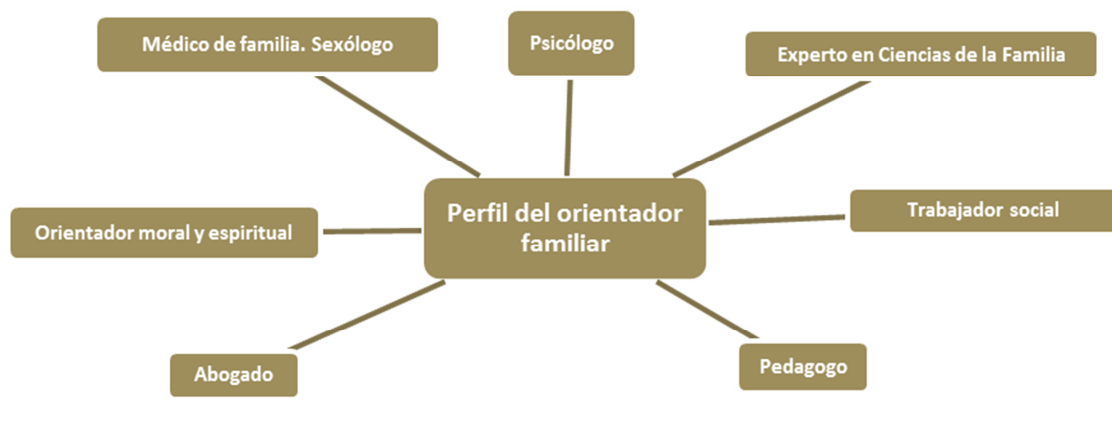 Médico de familia. Sexólogo
Psicólogo
Experto en Ciencias de la Familia
Perfil del orientador
familiar
Trabajador social
Orientador moral y espiritual
Abogado
Pedagogo